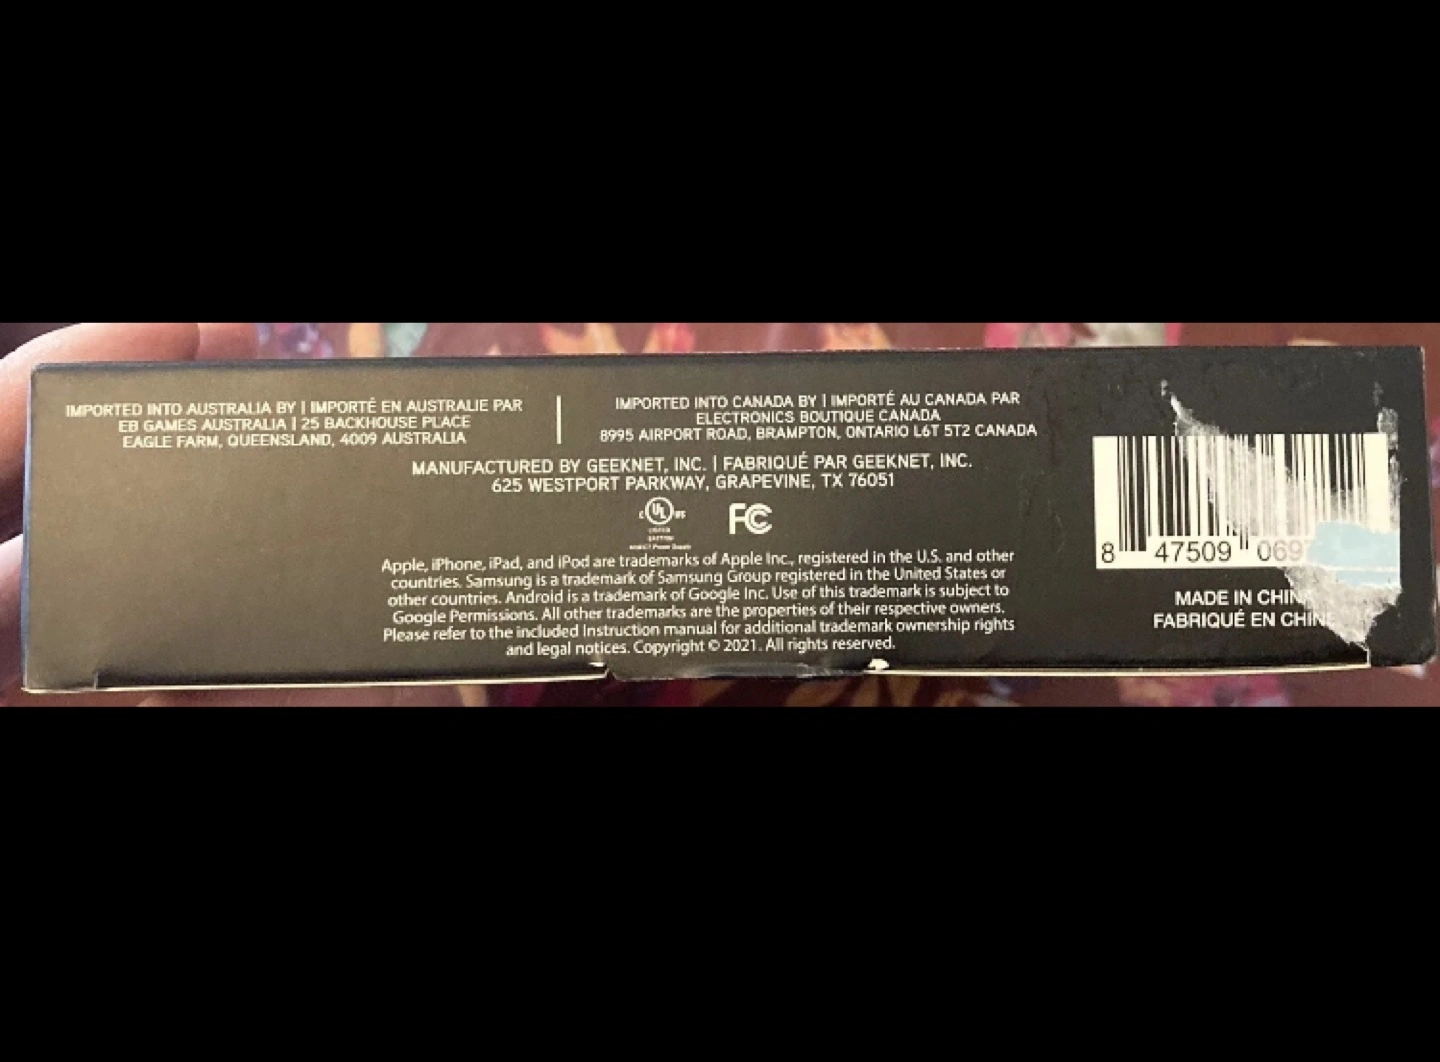 IMPORTED INTO AUSTRALIA BY | IMPORTÉ EN AUSTRALIE PAR
EB GAMES AUSTRALIA | 25 BACKHOUSE PLACE
EAGLE FARM, QUEENSLAND, 4009 AUSTRALIA
IMPORTED INTO CANADA BY | IMPORTÉ AU CANADA PAR
ELECTRONICS BOUTIQUE CANADA
8995 AIRPORT ROAD, BRAMPTON, ONTARIO L6T 5T2 CANADA
MANUFACTURED BY GEEKNET, INC. | FABRIQUÉ PAR GEEKNET, INC.
625 WESTPORT PARKWAY, GRAPEVINE, TX 76051
C UL US
LISTED
FC
Apple, iPhone, iPad, and iPod are trademarks of Apple Inc., registered in the U.S. and other
countries. Samsung is a trademark of Samsung Group registered in the United States or
other countries. Android is a trademark of Google Inc. Use of this trademark is subject to
Google Permissions. All other trademarks are the properties of their respective owners.
Please refer to the included Instruction manual for additional trademark ownership rights
and legal notices. Copyright © 2021. All rights reserved.
8 47509 069
MADE IN CHINA
FABRIQUÉ EN CHINE